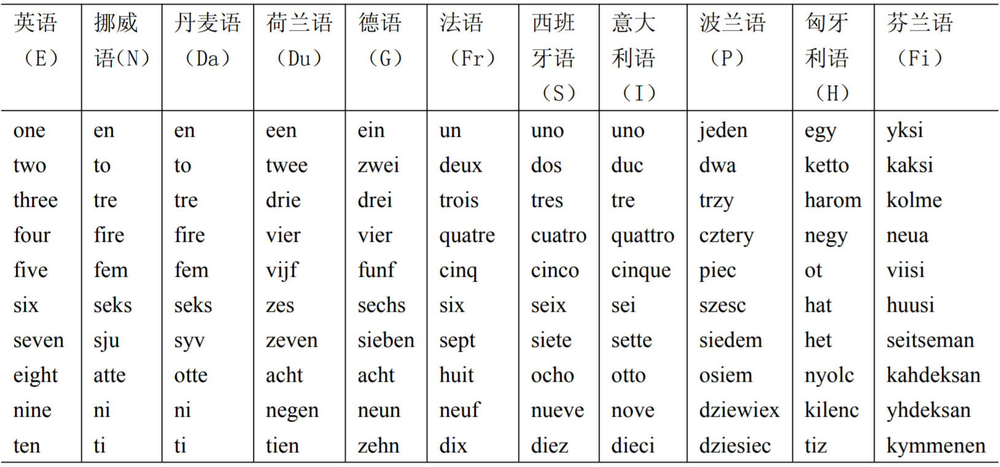 英语 挪威 丹麦语 荷兰语 德语 法语 西班 意大 波兰语 匈牙 芬兰语
（E） 语(N) （Da） （Du） （G） （Fr） 牙语 利语 （P） 利语 （Fi）
（S） （I） （H）
one en en een ein un uno uno jeden egy yksi
two to to twee zwei deux dos duc dwa ketto kaksi
three tre tre drie drei trois tres tre trzy harom kolme
four fire fire vier vier quatre cuatro quattro cztery negy neua
five fem fem vijf funf cinq cinco cinque piec ot viisi
six seks seks zes sechs six seix sei szesc hat huusi
seven sju syv zeven sieben sept siete sette siedem het seitseman
eight atte otte acht acht huit ocho otto osiem nyolc kahdeksan
nine ni ni negen neun neuf nueve nove dziewiex kilenc yhdeksan
ten ti ti tien zehn dix diez dieci dziesiec tiz kymmenen